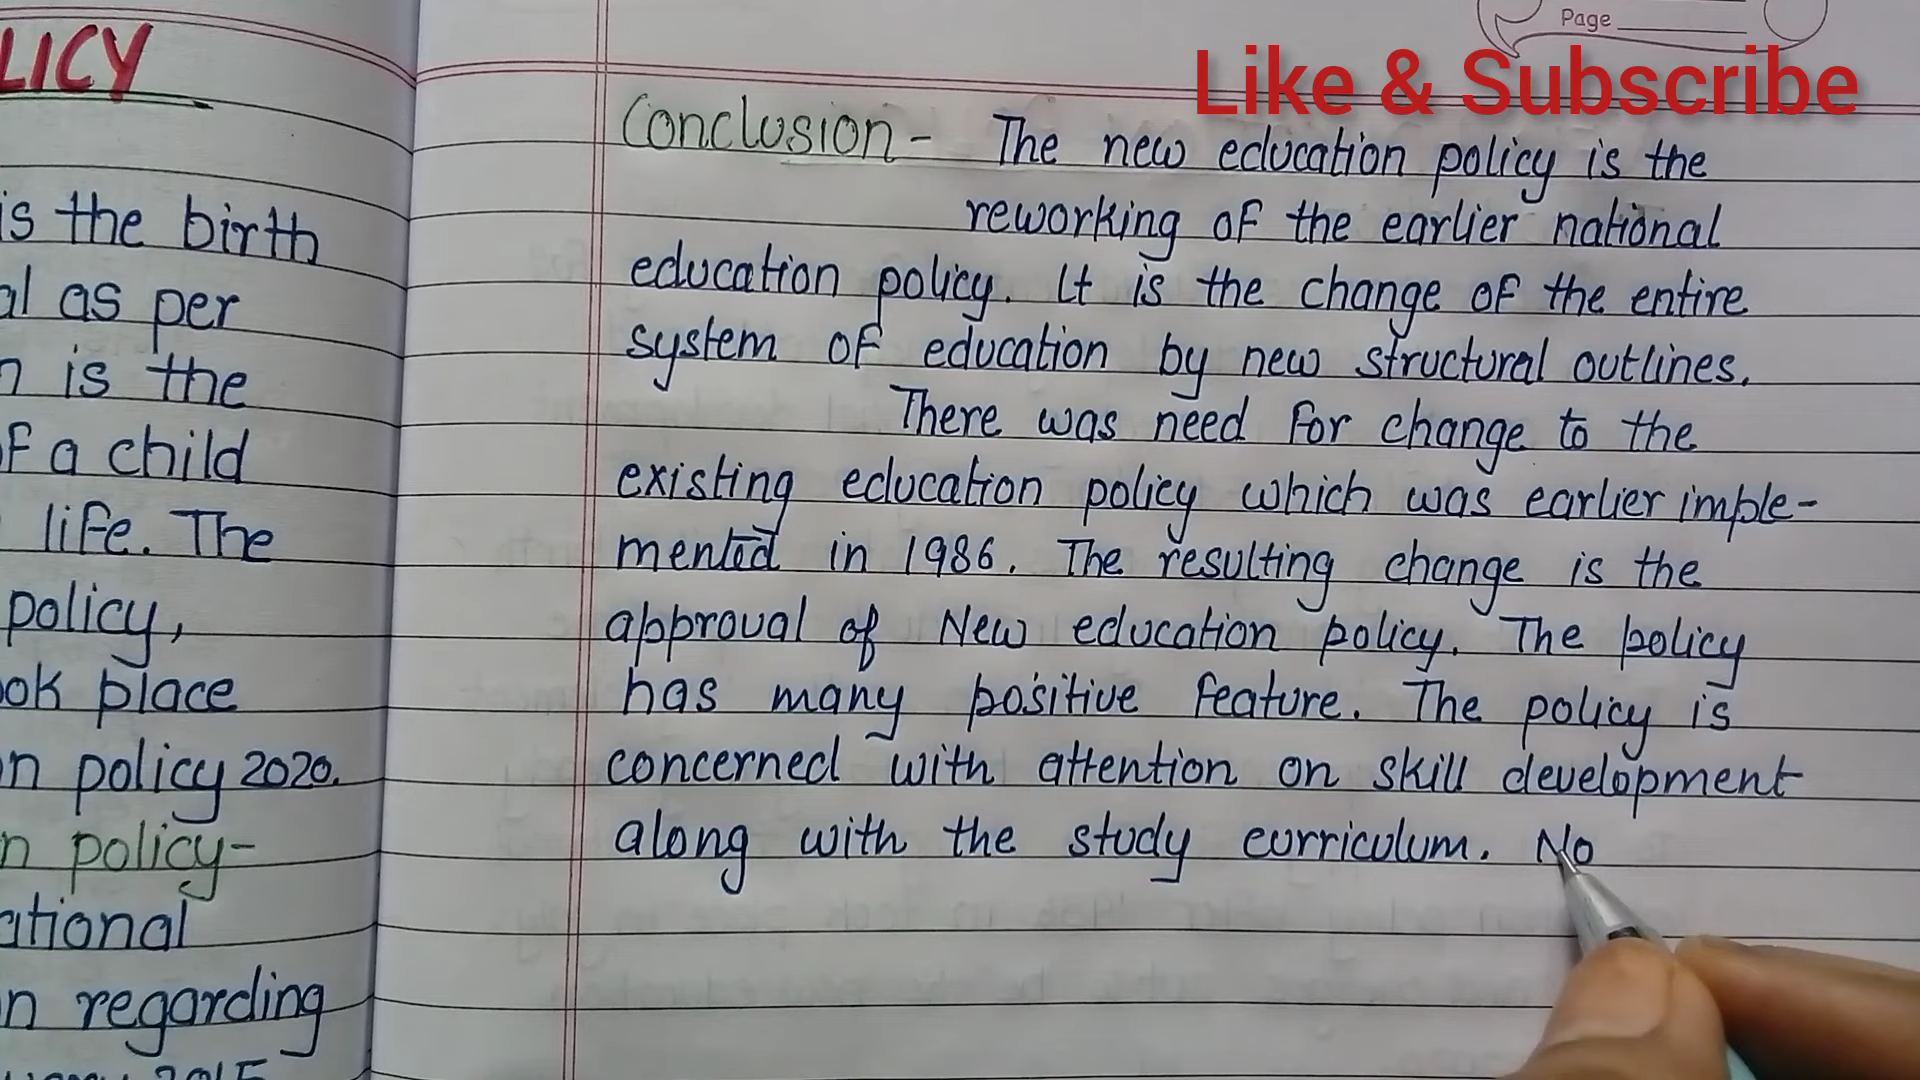 LICY
is the birth
al as per
n is the
f a child
life. The
policy,
ok place
n policy 2020.
n policy-
ational
n regarding
2015
Page
Like & Subscribe
Conclusion - The new education policy is the
reworking of the earlier national
education policy. It is the change of the entire
system of education by new structural outlines.
There was need for change to the
existing education policy which was earlier imple-
mented in 1986. The resulting change is the
approval of New education policy. The policy
has many positive feature. The policy is
concerned with attention on skill development
along with the study curriculum. No